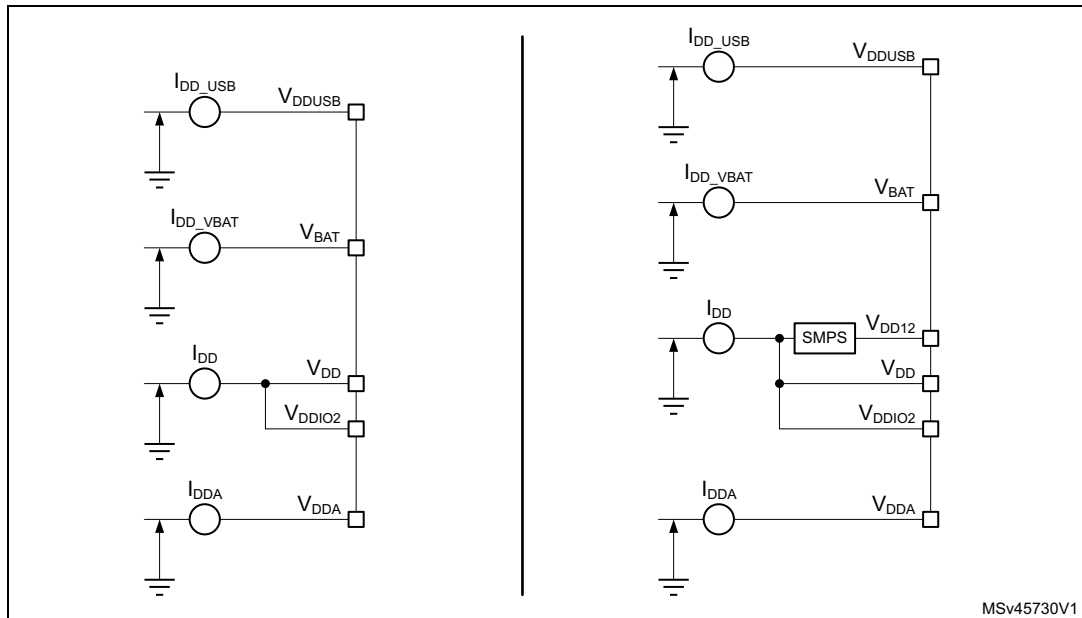 I_DD_USB
V_DDUSB
I_DD_VBAT
V_BAT
I_DD
V_DD
V_DDIO2
I_DDA
V_DDA
I_DD_USB
V_DDUSB
I_DD_VBAT
V_BAT
I_DD
SMPS
V_DD12
V_DD
V_DDIO2
I_DDA
V_DDA
MSv45730V1